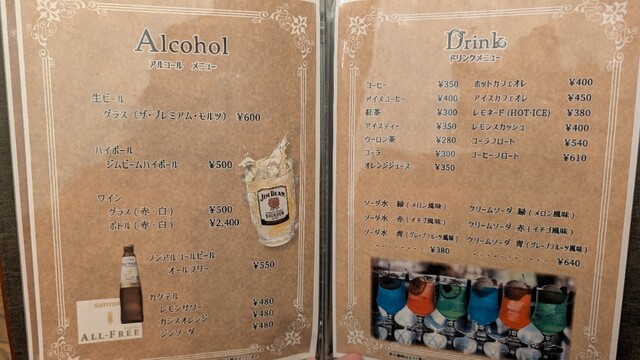 Alcohol
アルコール メニュー
生ビール
グラス（ザ・プレミアム・モルツ） ¥600
ハイボール
ジムビームハイボール ¥500
ワイン
グラス（赤・白） ¥500
ボトル（赤・白） ¥2,400
ノンアルコールビール
オールフリー ¥550
カクテル
レモンサワー ¥480
カシスオレンジ ¥480
ジンソーダ ¥480
JIM BEAM
SUNTORY
ALL-FREE
Drink
ドリンクメニュー
コーヒー ¥350
アイスコーヒー ¥400
紅茶 ¥300
アイスティー ¥350
ウーロン茶 ¥280
コーラ ¥300
オレンジジュース ¥350
ホットカフェオレ ¥400
アイスカフェオレ ¥450
レモネード（HOT・ICE） ¥380
レモンスカッシュ ¥400
コーラフロート ¥540
コーヒーフロート ¥610
ソーダ水 緑（メロン風味）
ソーダ水 赤（イチゴ風味）
ソーダ水 青（グレープフルーツ風味）
¥380
クリームソーダ 緑（メロン風味）
クリームソーダ 赤（イチゴ風味）
クリームソーダ 青（グレープフルーツ風味）
¥640